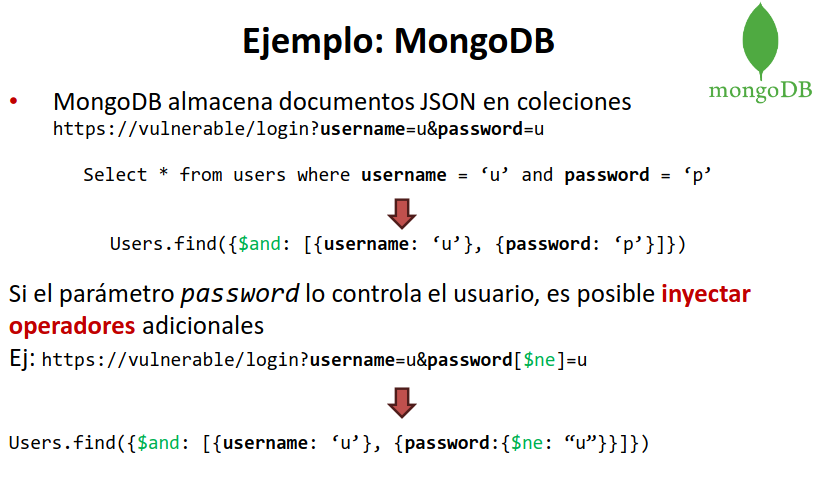 Ejemplo: MongoDB
mongoDB
• MongoDB almacena documentos JSON en coleciones
https://vulnerable/login?username=u&password=u
Select * from users where username = ‘u’ and password = ‘p’
Users.find({$and: [{username: ‘u’}, {password: ‘p’}]})
Si el parámetro password lo controla el usuario, es posible inyectar
operadores adicionales
Ej: https://vulnerable/login?username=u&password[$ne]=u
Users.find({$and: [{username: ‘u’}, {password:{$ne: “u”}}]})